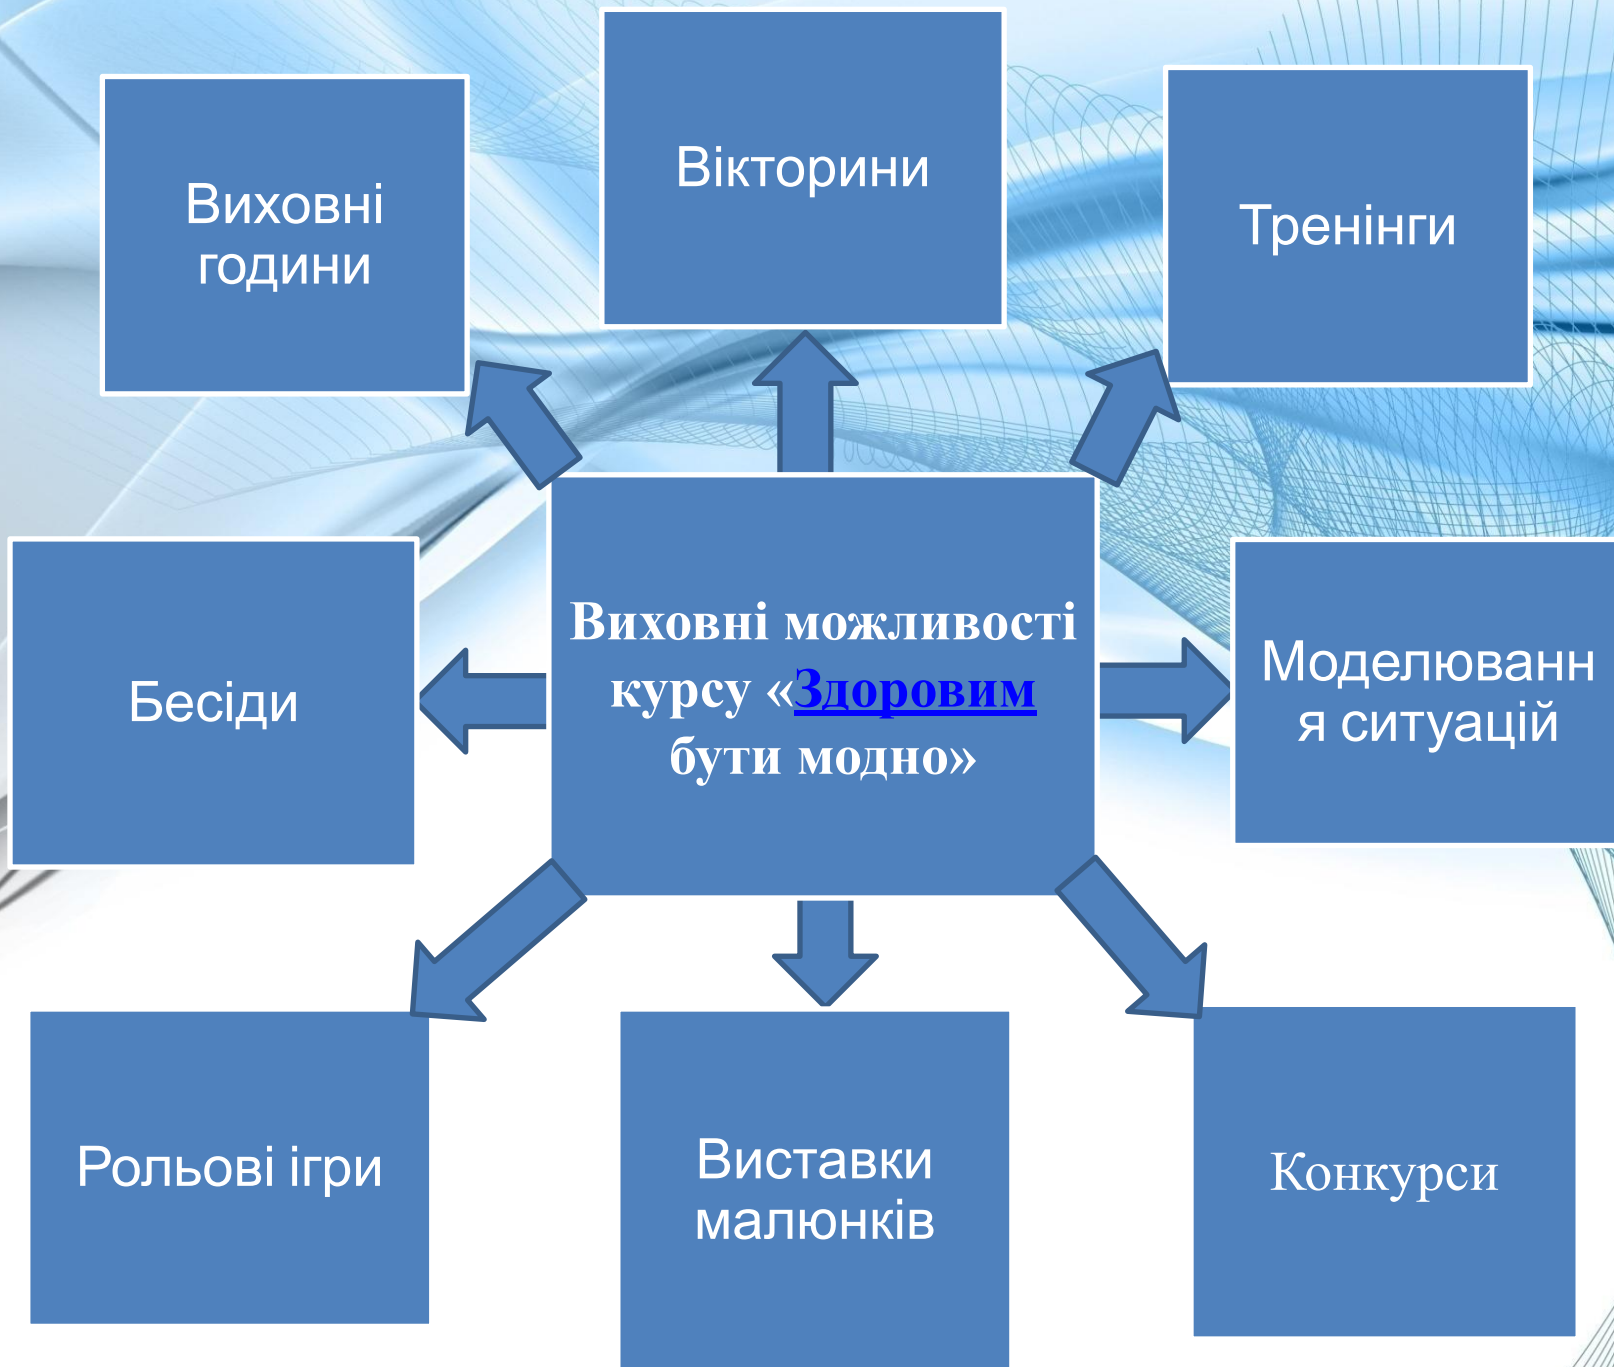 Виховні
години
Вікторини
Тренінги
Бесіди
Виховні можливості
курсу «Здоровим
бути модно»
Моделюванн
я ситуацій
Рольові ігри
Виставки
малюнків
Конкурси